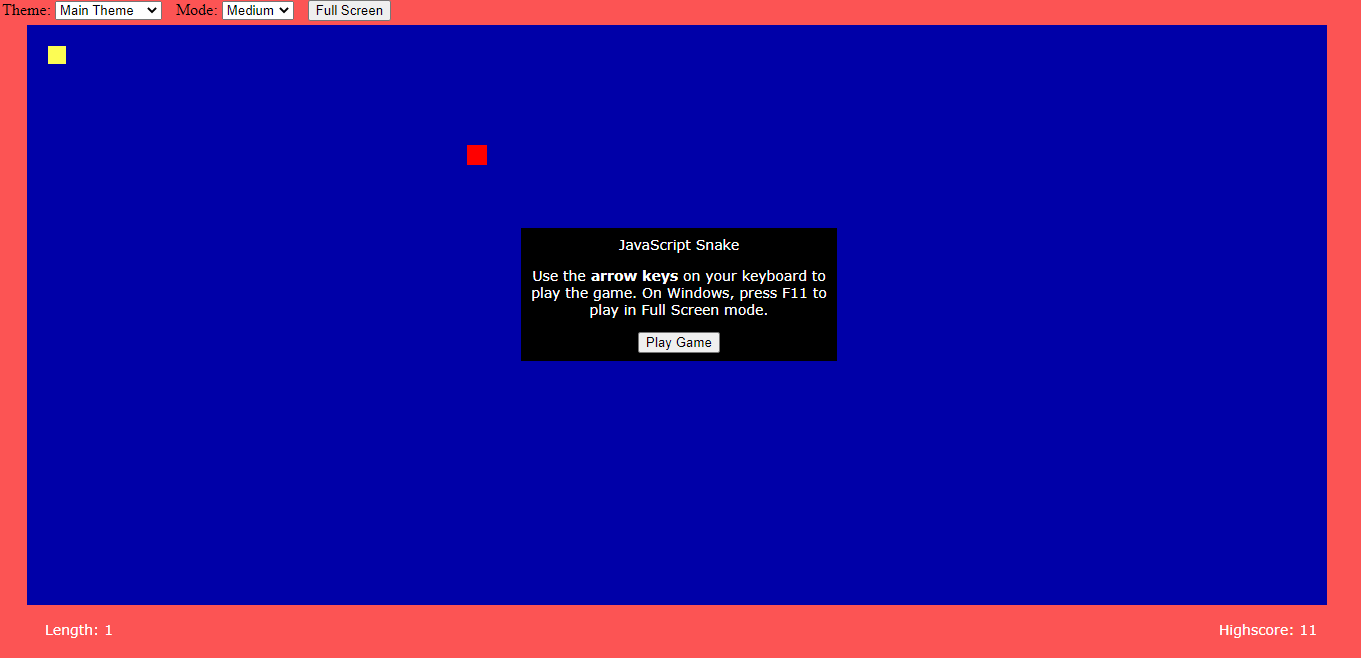 Theme: Main Theme Mode: Medium Full Screen
JavaScript Snake
Use the arrow keys on your keyboard to
play the game. On Windows, press F11 to
play in Full Screen mode.
Play Game
Length: 1 Highscore: 11